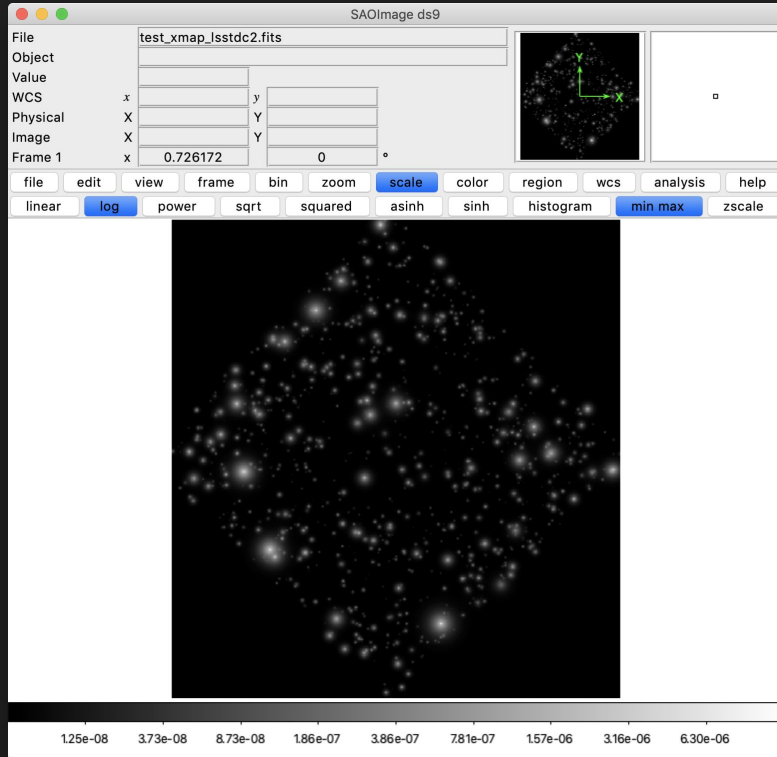 SAOImage ds9
File test_xmap_lsstdc2.fits
Object
Value
WCS x y
Physical X Y
Image X Y
Frame 1 x 0.726172 0 °
Y
X
file edit view frame bin zoom scale color region wcs analysis help
linear log power sqrt squared asinh sinh histogram min max zscale
1.25e-08 3.73e-08 8.73e-08 1.86e-07 3.86e-07 7.81e-07 1.57e-06 3.16e-06 6.30e-06